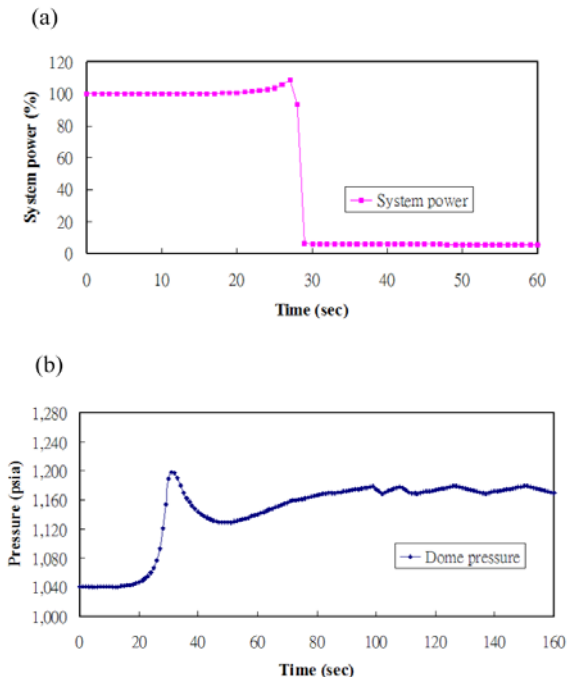 (a)
120
100
80
60
40
20
0
System power (%)
System power
0 10 20 30 40 50 60
Time (sec)
(b)
1,280
1,240
1,200
1,160
1,120
1,080
1,040
1,000
Pressure (psia)
Dome pressure
0 20 40 60 80 100 120 140 160
Time (sec)